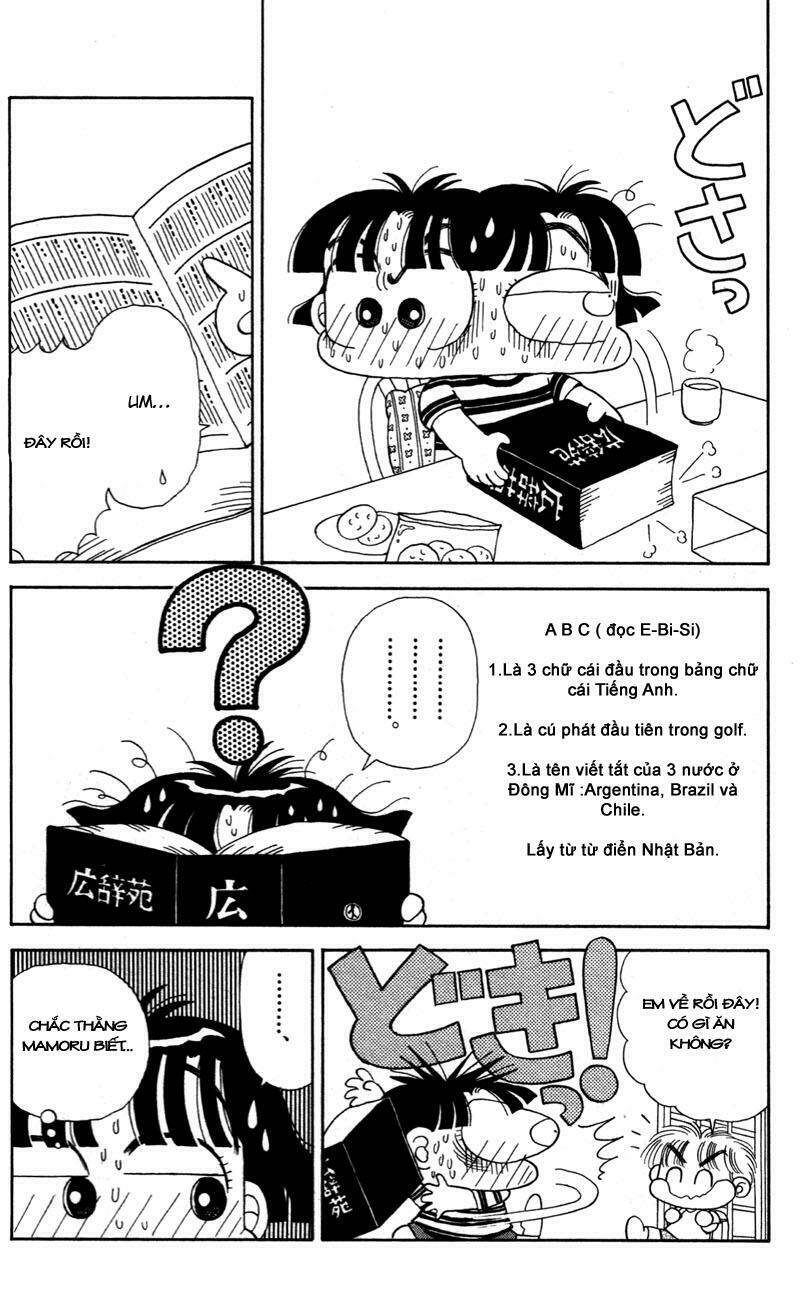 どさっ
広辞苑
広辞苑
UM...
ĐÂY RỒI!
?
A B C ( đọc E-Bi-Si)
1.Là 3 chữ cái đầu trong bảng chữ
cái Tiếng Anh.
2.Là cú phát đầu tiên trong golf.
3.Là tên viết tắt của 3 nước ở
Đông Mĩ :Argentina, Brazil và
Chile.
Lấy từ từ điển Nhật Bản.
………。
広辞苑
広
どきっ!
EM VỀ RỒI ĐÂY!
CÓ GÌ ĂN
KHÔNG?
広辞苑
……、
CHẮC THẰNG
MAMORU BIẾT...